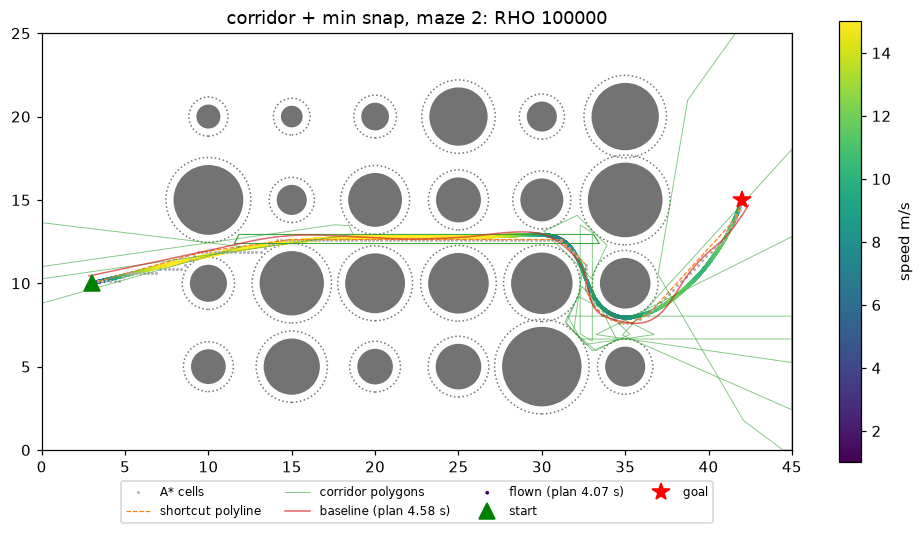 corridor + min snap, maze 2: RHO 100000
25
20
15
10
5
0
0 5 10 15 20 25 30 35 40 45
14
12
10
8
6
4
2
speed m/s
A* cells
shortcut polyline
corridor polygons
baseline (plan 4.58 s)
flown (plan 4.07 s)
start
goal